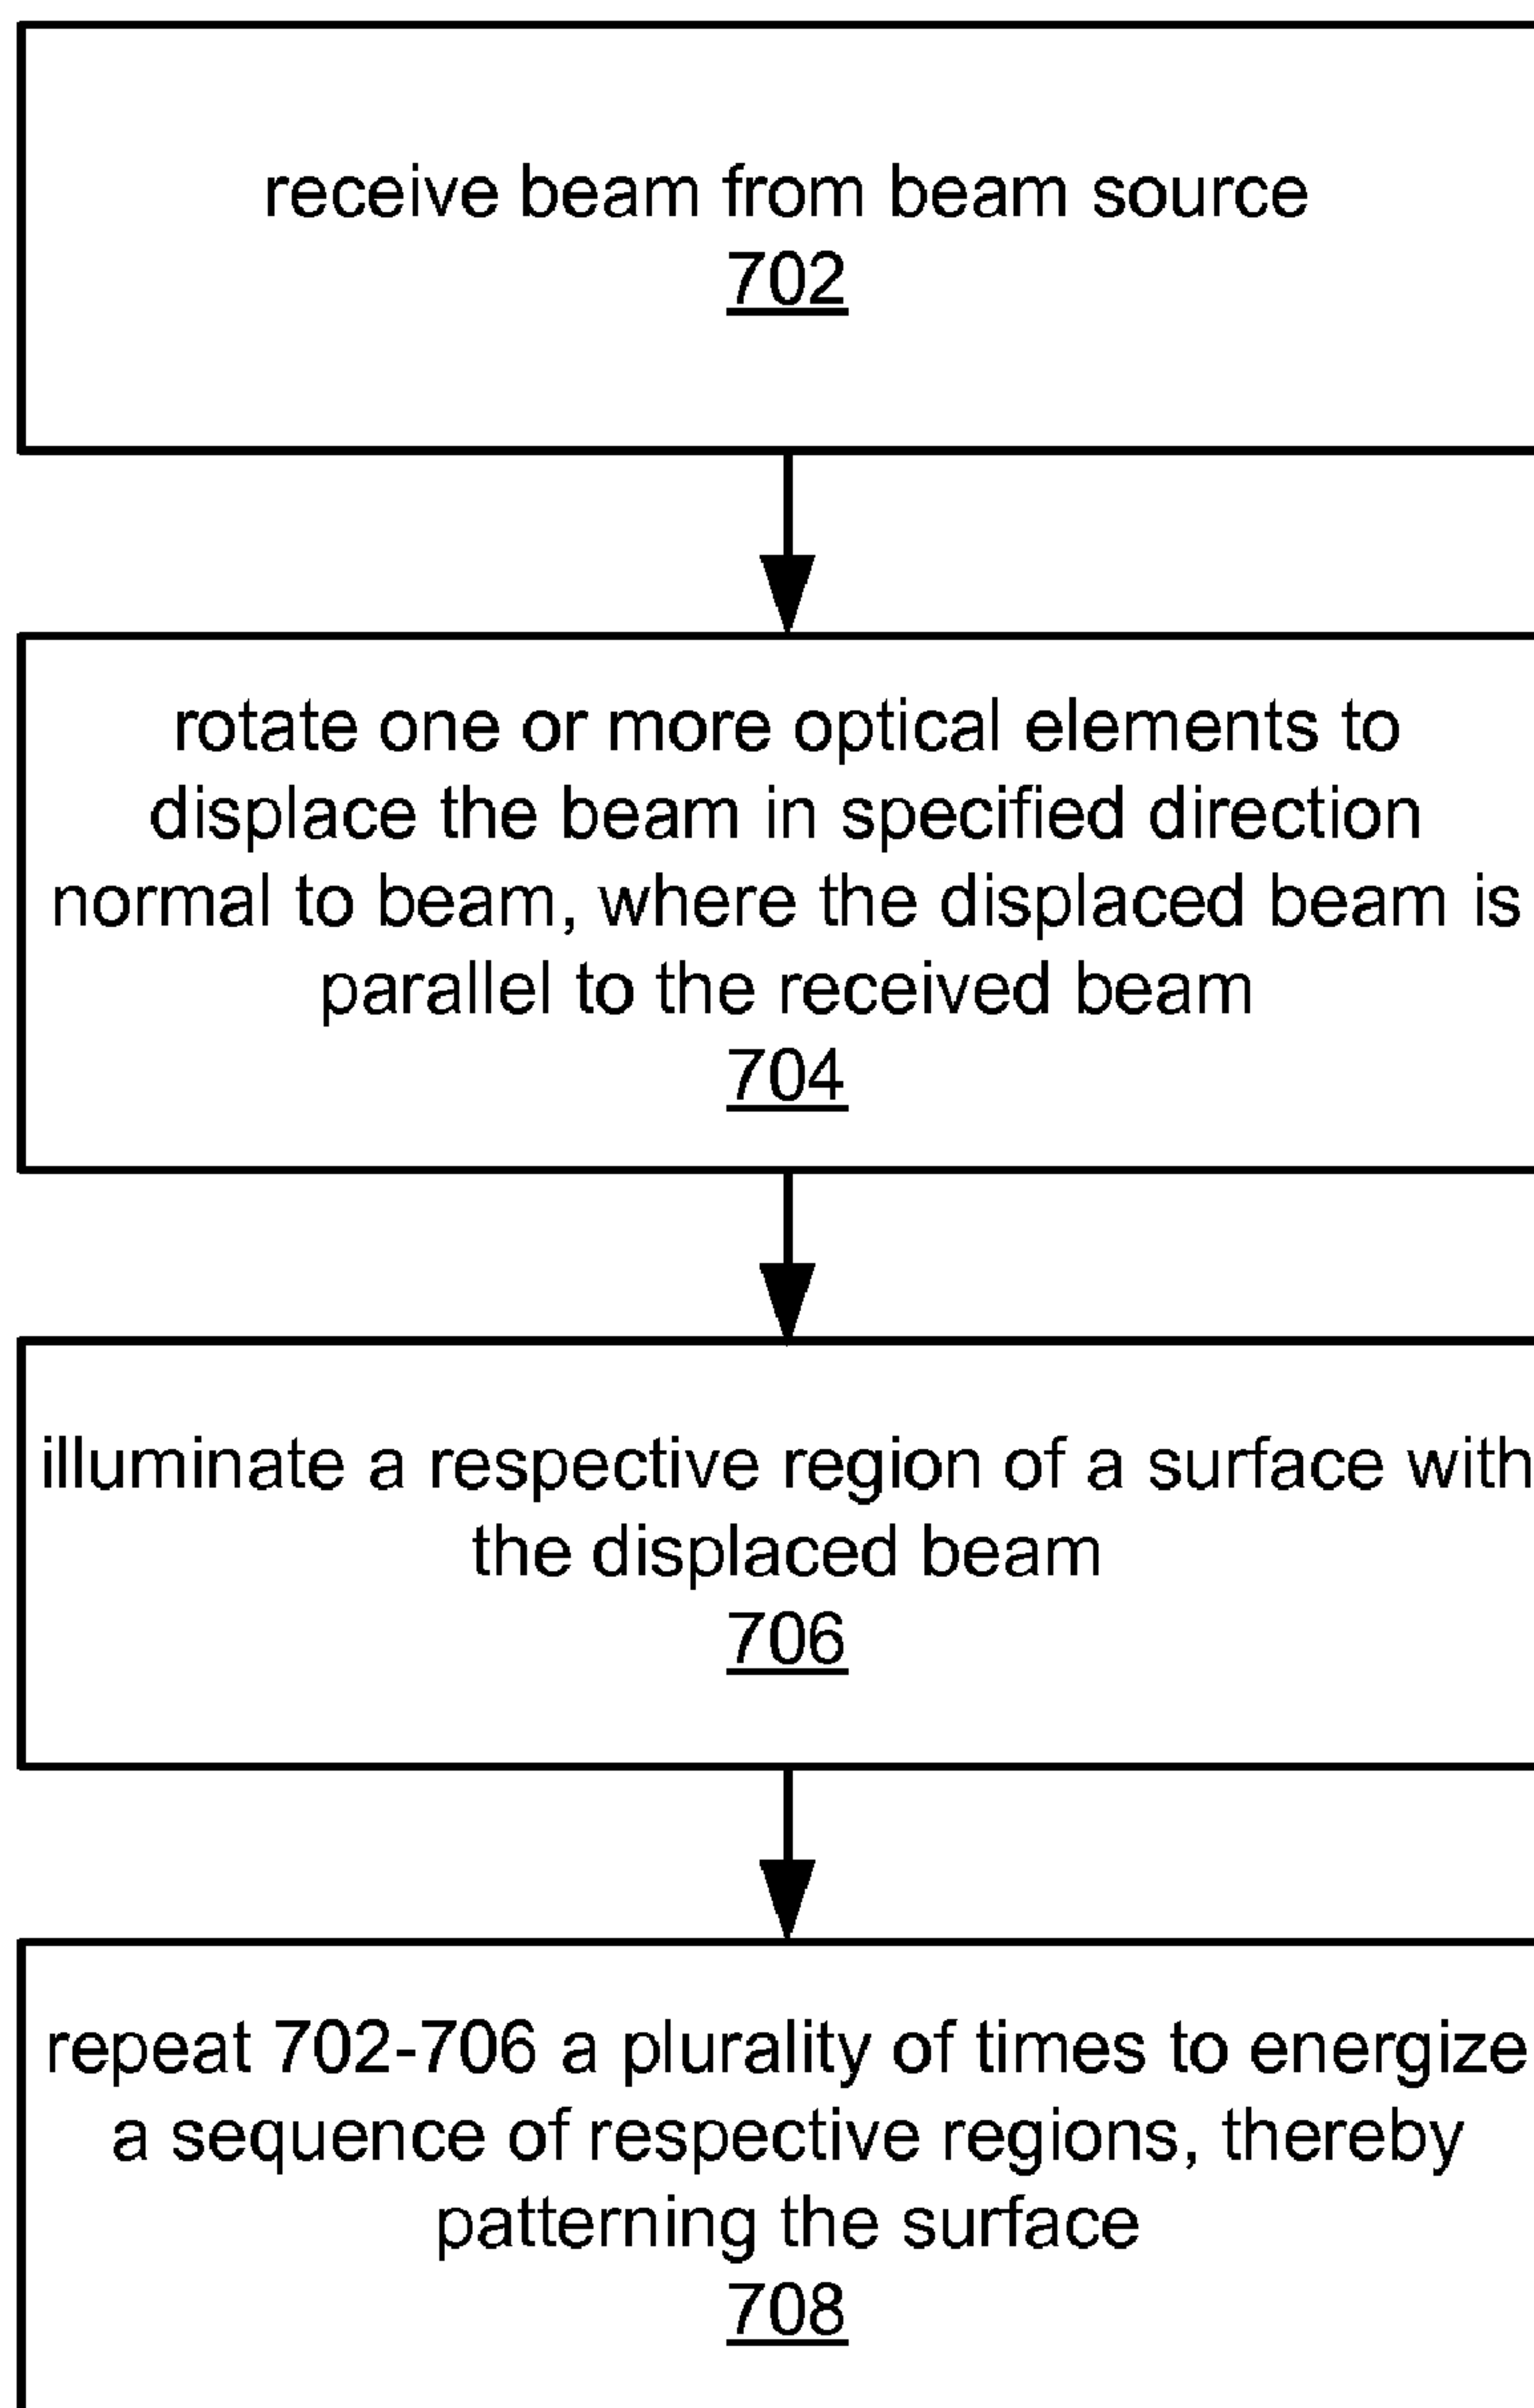 receive beam from beam source
702
rotate one or more optical elements to
displace the beam in specified direction
normal to beam, where the displaced beam is
parallel to the received beam
704
illuminate a respective region of a surface with
the displaced beam
706
repeat 702-706 a plurality of times to energize
a sequence of respective regions, thereby
patterning the surface
708